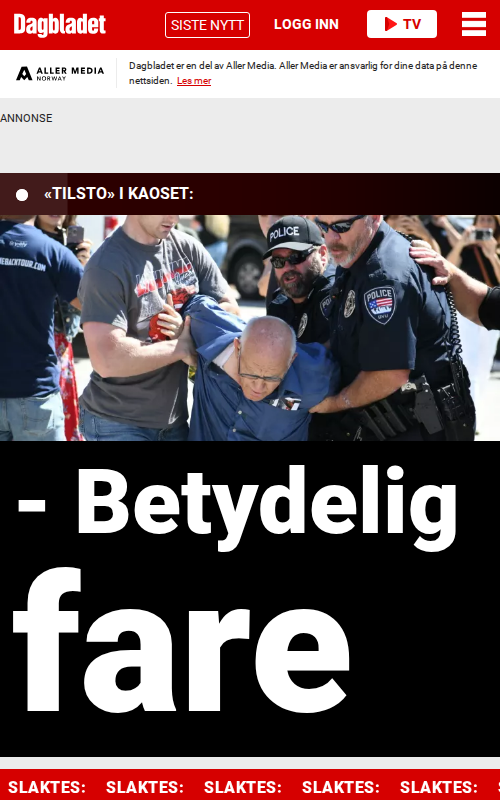 Dagbladet
SISTE NYTT
LOGG INN
TV
ALLER MEDIA
NORWAY
Dagbladet er en del av Aller Media. Aller Media er ansvarlig for dine data på denne
nettsiden. Les mer
ANNONSE
«TILSTO» I KAOSET:
POLICE
POLICE
UVU
- Betydelig
fare
SLAKTES: SLAKTES: SLAKTES: SLAKTES: SLAKTES: